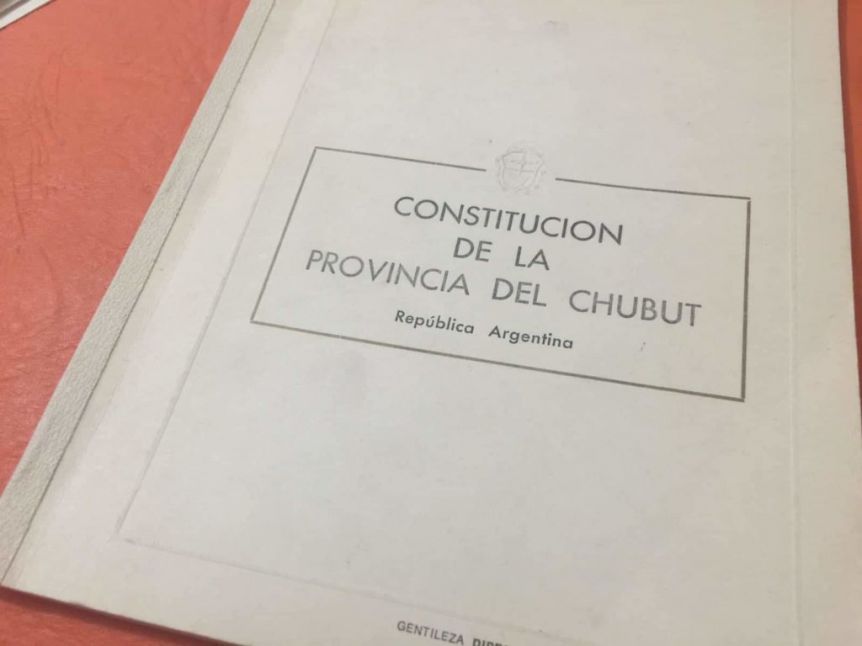 CONSTITUCION
DE LA
PROVINCIA DEL CHUBUT
República Argentina
GENTILEZA